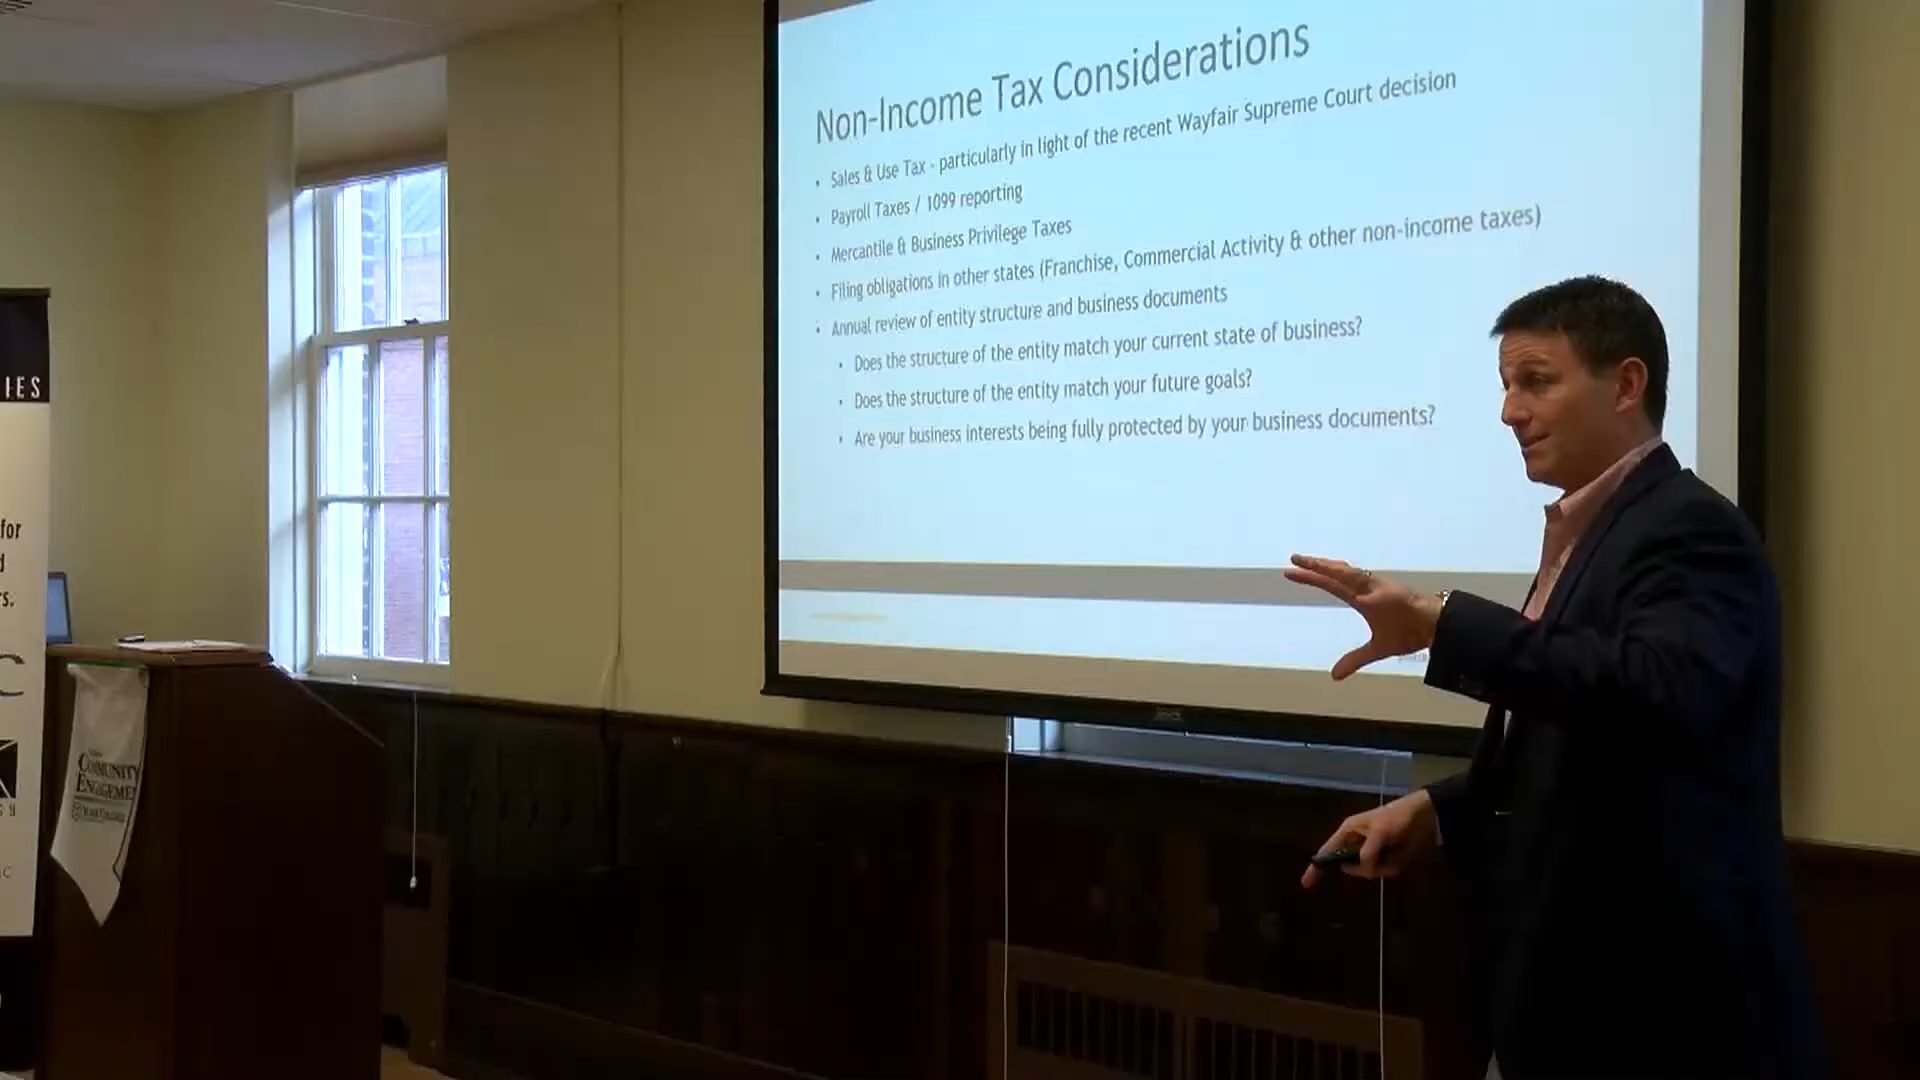 Non-Income Tax Considerations
• Sales & Use Tax - particularly in light of the recent Wayfair Supreme Court decision
• Payroll Taxes / 1099 reporting
• Mercantile & Business Privilege Taxes
• Filing obligations in other states (Franchise, Commercial Activity & other non-income taxes)
• Annual review of entity structure and business documents
• Does the structure of the entity match your current state of business?
• Does the structure of the entity match your future goals?
• Are your business interests being fully protected by your business documents?
IES
for
s.
C
COMMUNITY
ENGAGEME